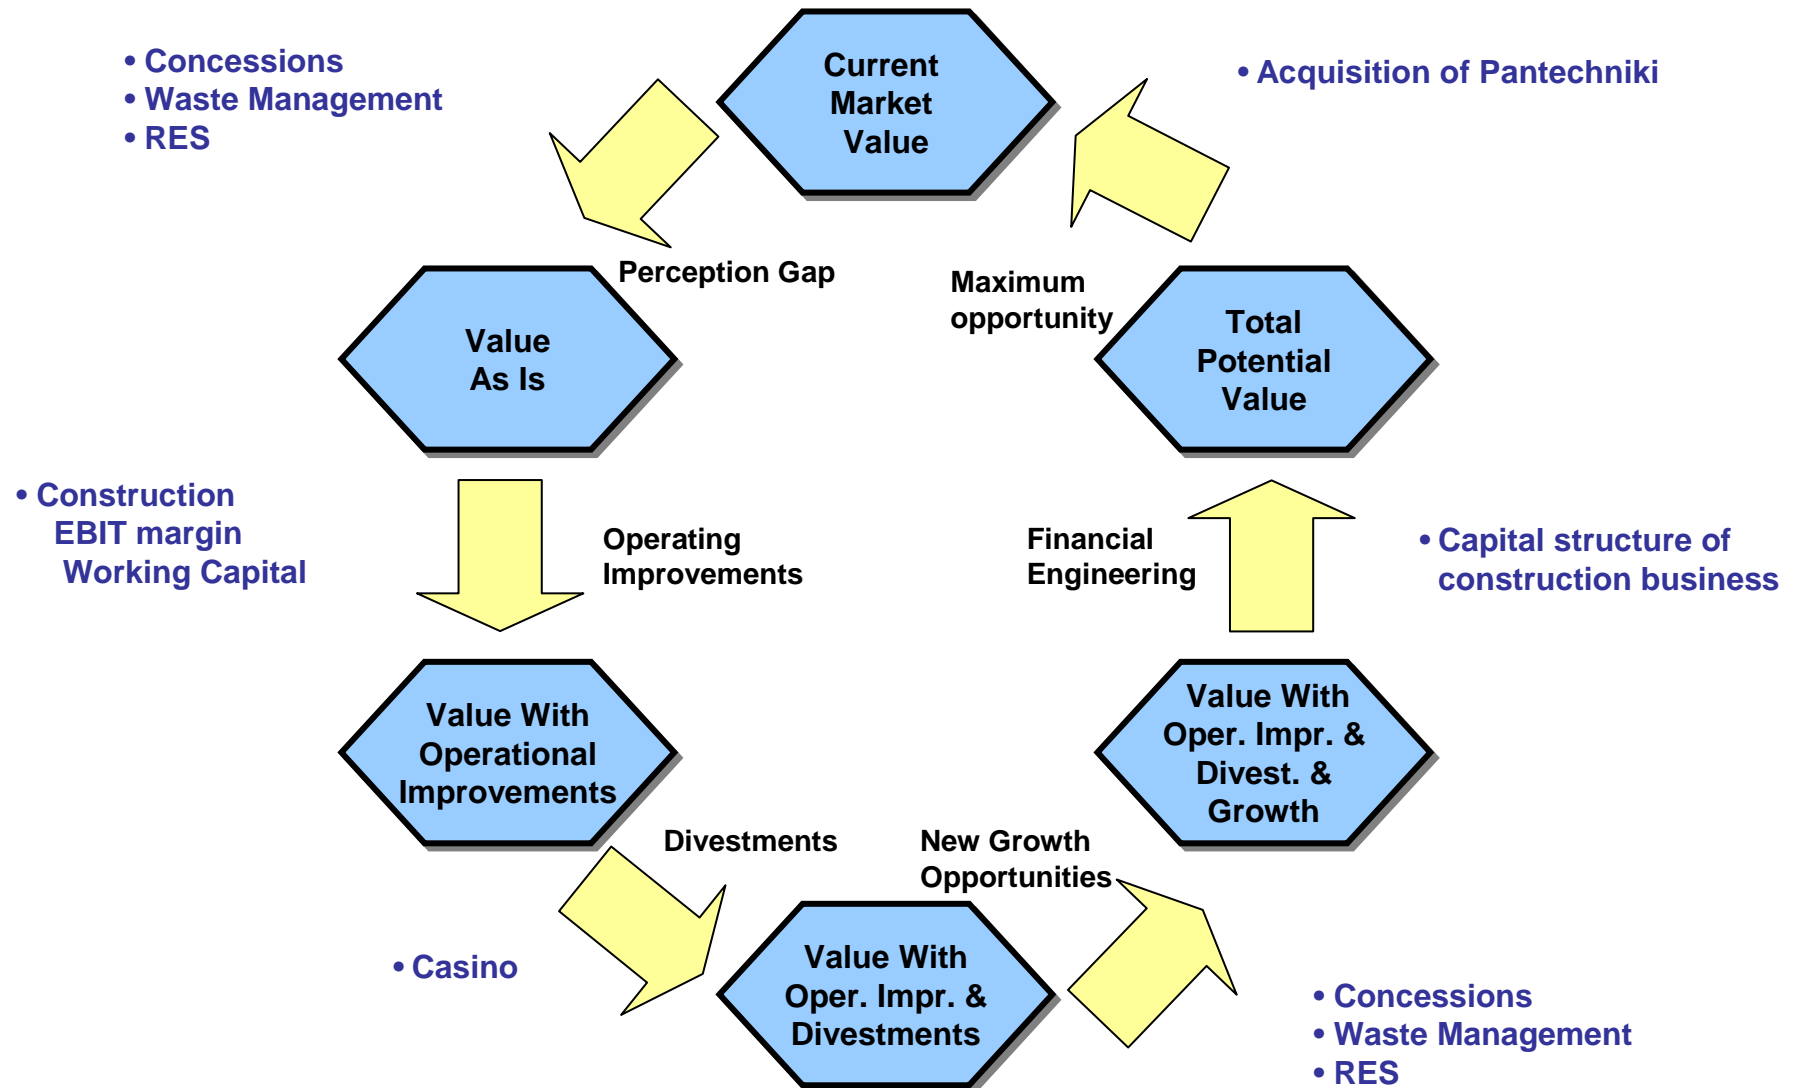 • Concessions
• Waste Management
• RES
Current
Market
Value
• Acquisition of Pantechniki
Perception Gap
Maximum
opportunity
Value
As Is
Total
Potential
Value
• Construction
EBIT margin
Working Capital
Operating
Improvements
Financial
Engineering
• Capital structure of
construction business
Value With
Operational
Improvements
Value With
Oper. Impr. &
Divest. &
Growth
Divestments
New Growth
Opportunities
• Casino
Value With
Oper. Impr. &
Divestments
• Concessions
• Waste Management
• RES